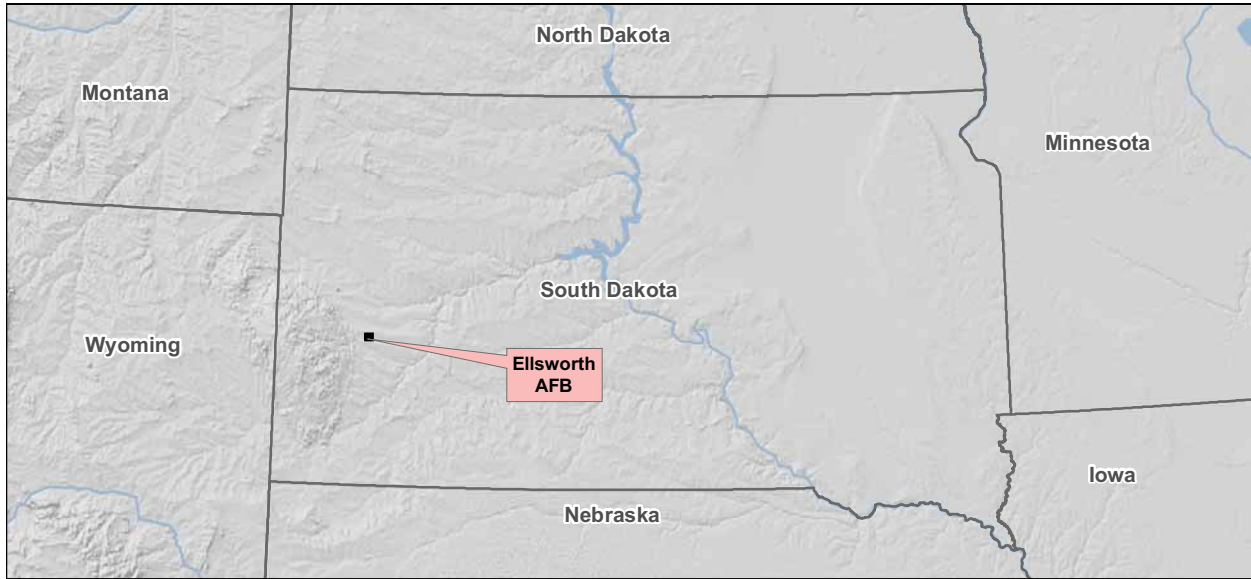 North Dakota
Montana
Minnesota
South Dakota
Wyoming
Ellsworth
AFB
Iowa
Nebraska